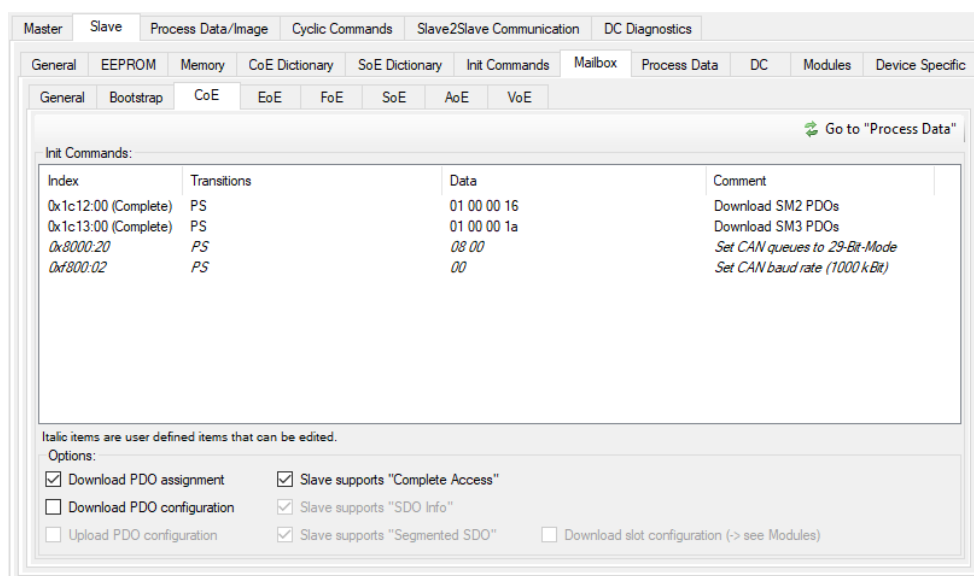 Master Slave Process Data/Image Cyclic Commands Slave2Slave Communication DC Diagnostics
General EEPROM Memory CoE Dictionary SoE Dictionary Init Commands Mailbox Process Data DC Modules Device Specific
General Bootstrap CoE EoE FoE SoE AoE VoE
Go to "Process Data"
Init Commands:
Index Transitions Data Comment
0x1c12:00 (Complete) PS 01 00 00 16 Download SM2 PDOs
0x1c13:00 (Complete) PS 01 00 00 1a Download SM3 PDOs
0x8000:20 PS 08 00 Set CAN queues to 29-Bit-Mode
0xf800:02 PS 00 Set CAN baud rate (1000 kBit)
Italic items are user defined items that can be edited.
Options:
Download PDO assignment Slave supports "Complete Access"
Download PDO configuration Slave supports "SDO Info"
Upload PDO configuration Slave supports "Segmented SDO" Download slot configuration (-> see Modules)